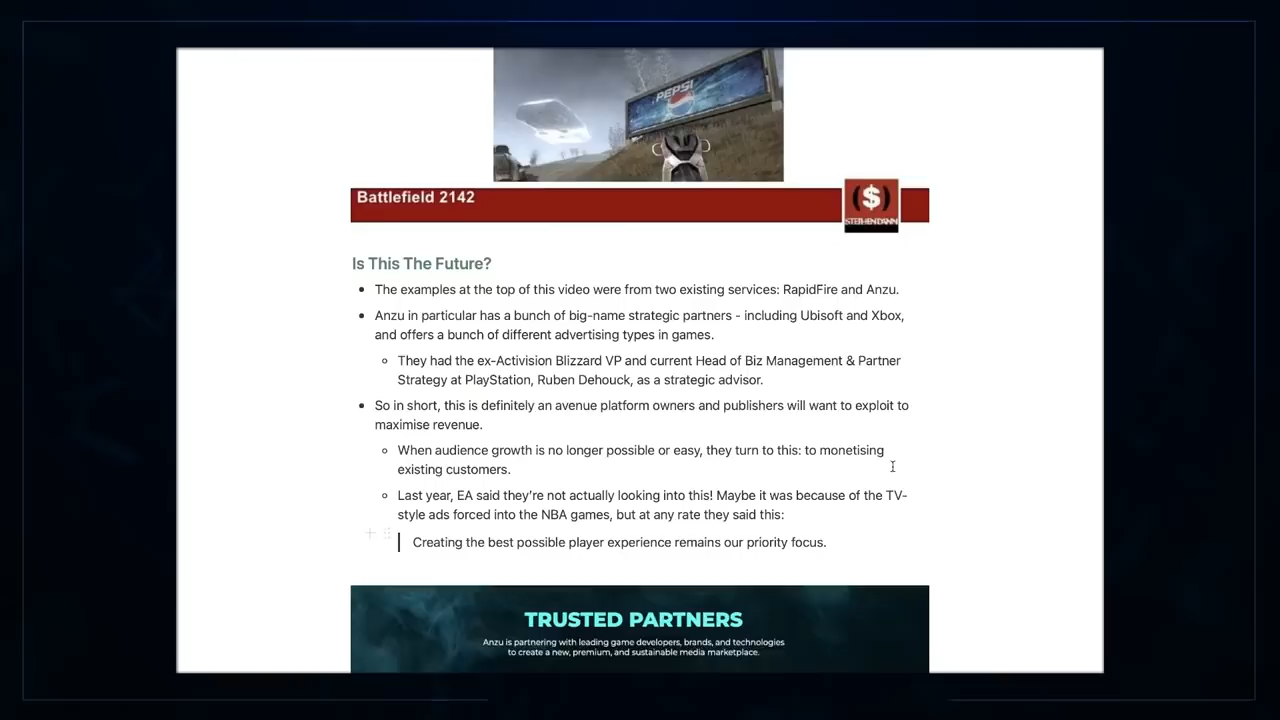 PEPSI
Battlefield 2142
($)
STEPHEN DANN
Is This The Future?
• The examples at the top of this video were from two existing services: RapidFire and Anzu.
• Anzu in particular has a bunch of big-name strategic partners - including Ubisoft and Xbox,
and offers a bunch of different advertising types in games.
◦ They had the ex-Activision Blizzard VP and current Head of Biz Management & Partner
Strategy at PlayStation, Ruben Dehouck, as a strategic advisor.
• So in short, this is definitely an avenue platform owners and publishers will want to exploit to
maximise revenue.
◦ When audience growth is no longer possible or easy, they turn to this: to monetising
existing customers.
◦ Last year, EA said they’re not actually looking into this! Maybe it was because of the TV-
style ads forced into the NBA games, but at any rate they said this:
Creating the best possible player experience remains our priority focus.
TRUSTED PARTNERS
Anzu is partnering with leading game developers, brands, and technologies
to create a new, premium, and sustainable media marketplace.